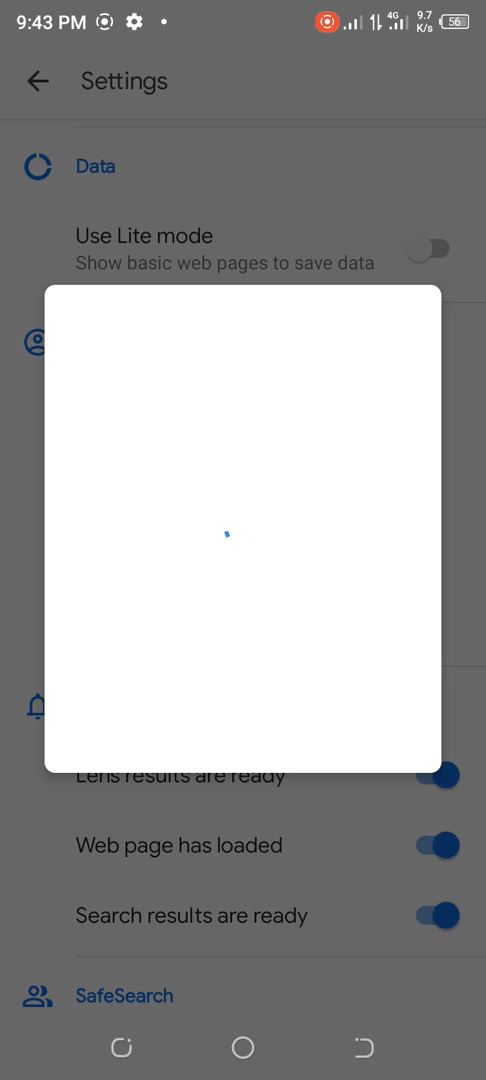 9:43 PM
4G
9.7
K/s
56
Settings
Data
Use Lite mode
Show basic web pages to save data
Lens results are ready
Web page has loaded
Search results are ready
SafeSearch